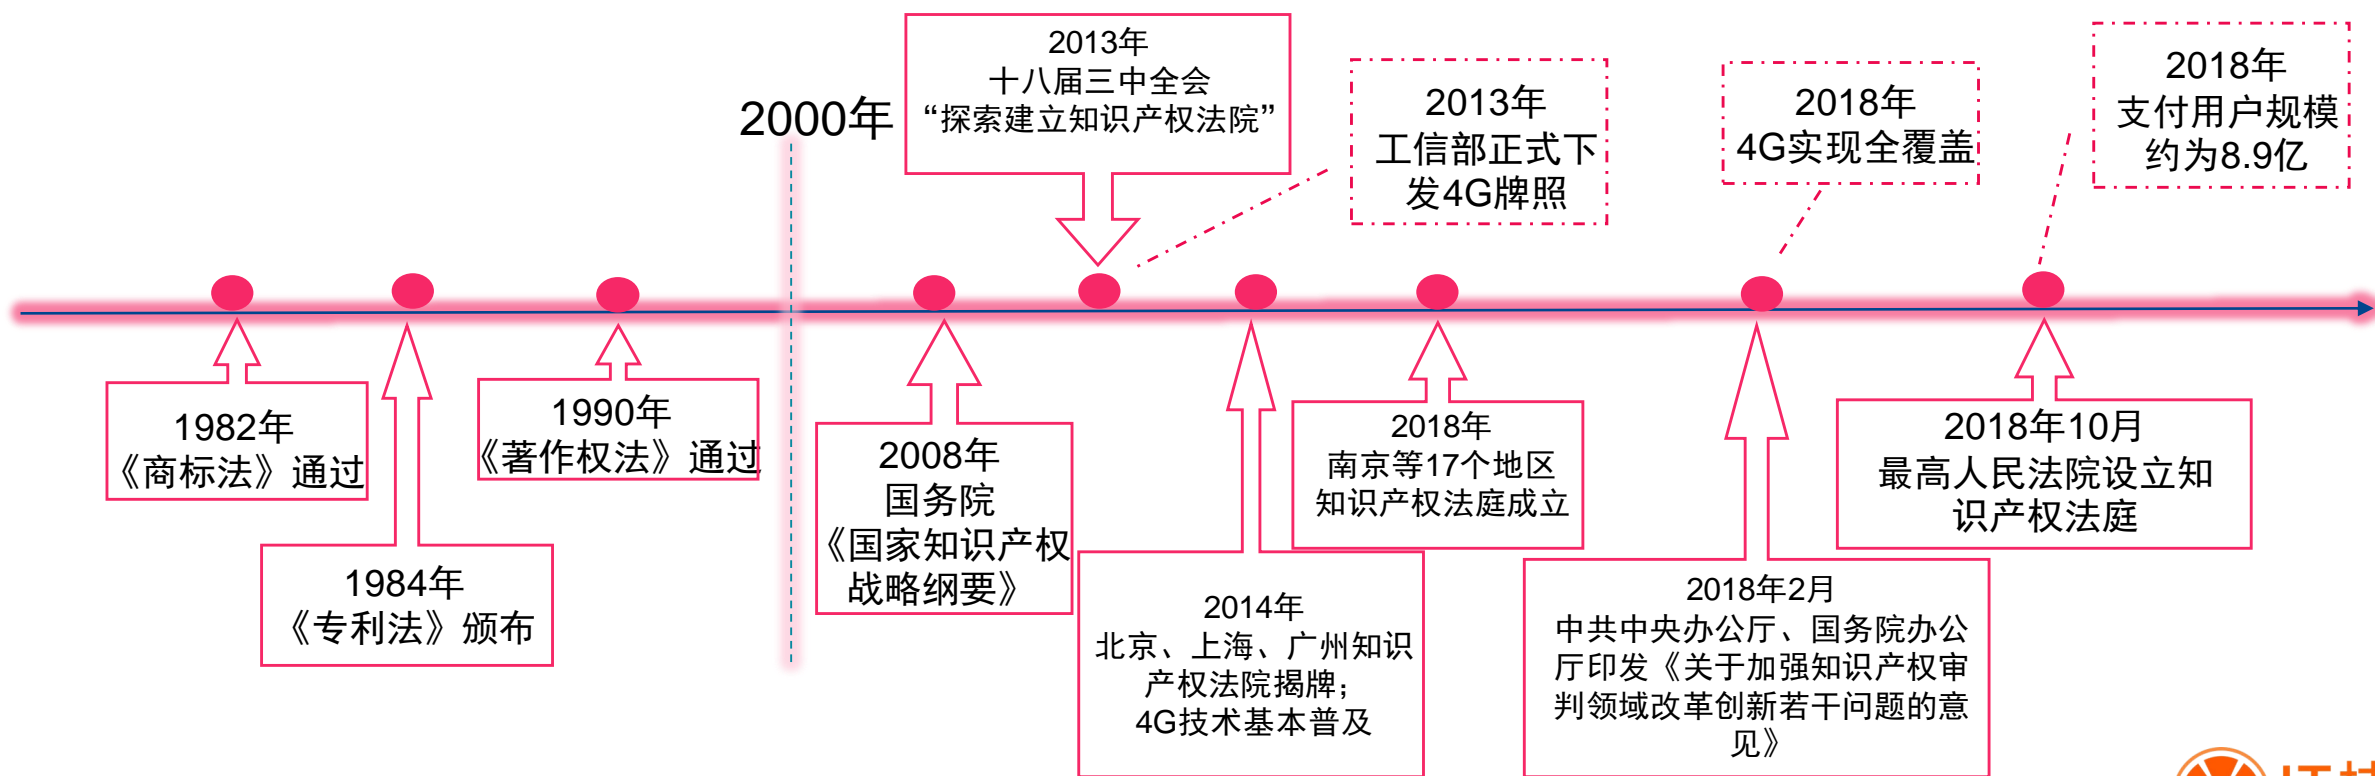 2000年
2013年
十八届三中全会
“探索建立知识产权法院”
2013年
工信部正式下
发4G牌照
2018年
4G实现全覆盖
2018年
支付用户规模
约为8.9亿
1982年
《商标法》通过
1984年
《专利法》颁布
1990年
《著作权法》通过
2008年
国务院
《国家知识产权
战略纲要》
2014年
北京、上海、广州知识
产权法院揭牌；
4G技术基本普及
2018年
南京等17个地区
知识产权法庭成立
2018年2月
中共中央办公厅、国务院办公
厅印发《关于加强知识产权审
判领域改革创新若干问题的意
见》
2018年10月
最高人民法院设立知
识产权法庭